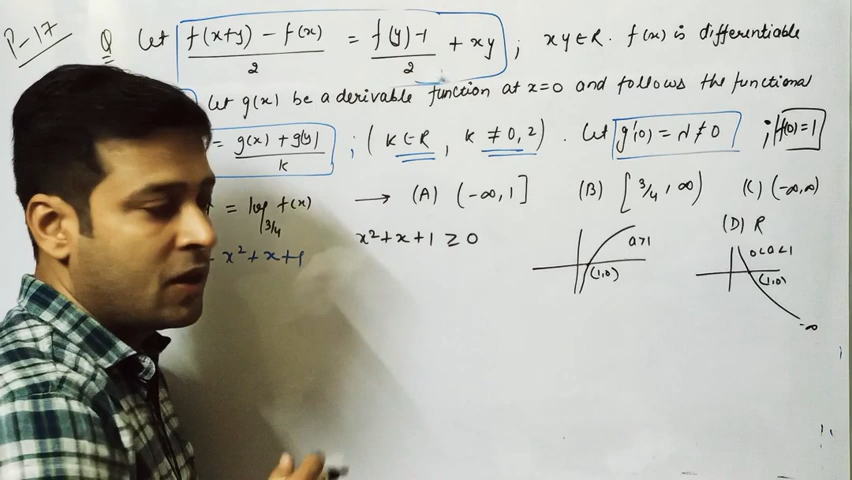 P-17
Q Let (f(x+y) - f(x))/2 = (f(y)-1)/2 + xy ; x y ∈ R. f(x) is differentiable
Let g(x) be a derivable function at x=0 and follows the functional
= (g(x) + g(y))/k ; (k ∈ R, k ≠ 0, 2). Let g'(0) = λ ≠ 0 ; f(0) = 1
= log_{3/4} f(x) → (A) (-∞, 1] (B) [3/4, ∞) (C) (-∞, ∞)
(D) R
x² + x + 1
x² + x + 1 ≥ 0
a>1
(1,0)
0<a<1
(1,0)
-∞